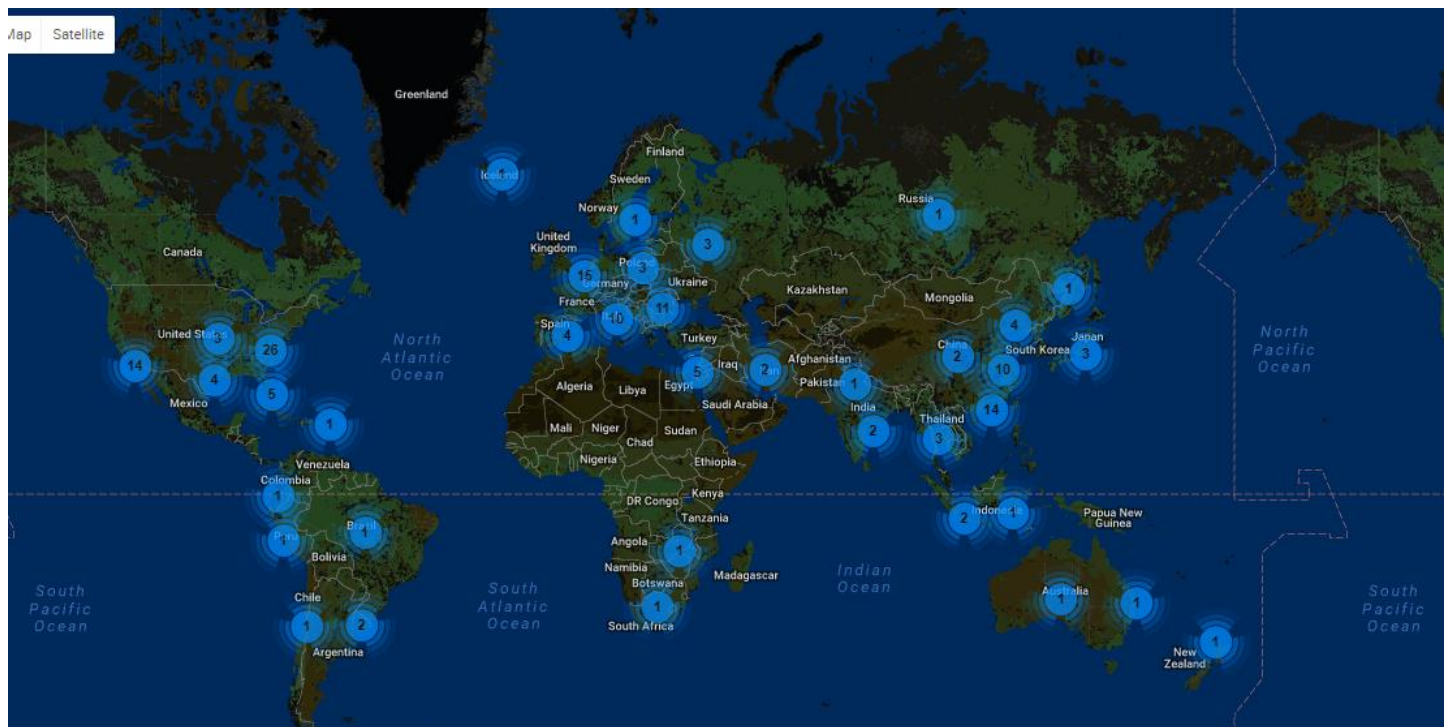 Map Satellite
Greenland
Finland
Iceland
Sweden
Russia
Norway
1
1
United
Kingdom
Canada
3
3
15
Germany
Ukraine
Kazakhstan
Mongolia
1
France
11
10
United States
North
Atlantic
Ocean
Spain
4
Turkey
4
North
Pacific
Ocean
26
China
2
South Korea
3
14
Iraq
Afghanistan
5
2
10
4
Algeria
Libya
Egypt
Pakistan
1
Mexico
5
Saudi Arabia
India
14
1
Mali
Niger
Sudan
2
Thailand
3
Chad
Nigeria
Ethiopia
Venezuela
Colombia
1
DR Congo
Kenya
Tanzania
2
Indonesia
Papua New
Guinea
Brazil
1
Peru
Angola
1
Bolivia
Namibia
Botswana
Madagascar
Indian
Ocean
South
Pacific
Ocean
Chile
South
Atlantic
Ocean
1
South Africa
Australia
1
1
South
Pacific
Ocean
1
2
Argentina
New
Zealand
1